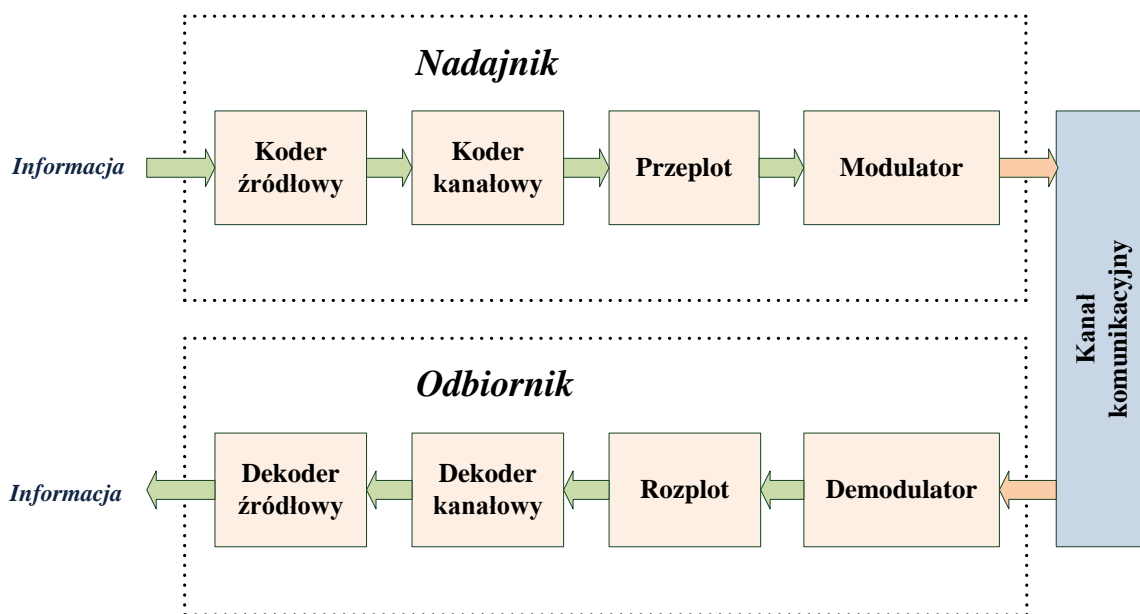 Nadajnik
Informacja
Koder
źródłowy
Koder
kanałowy
Przeplot
Modulator
Kanał
komunikacyjny
Odbiornik
Informacja
Dekoder
źródłowy
Dekoder
kanałowy
Rozplot
Demodulator